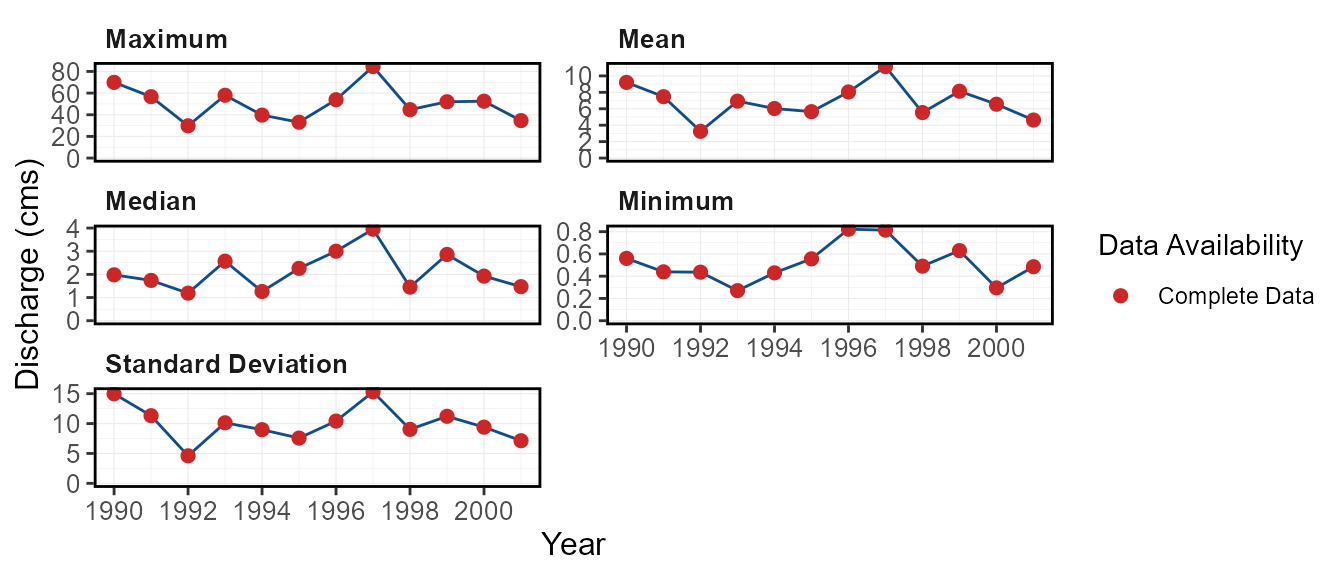 Maximum
80
60
40
20
0
Mean
10
8
6
4
2
0
Discharge (cms)
Median
4
3
2
1
0
Minimum
0.8
0.6
0.4
0.2
0.0
1990 1992 1994 1996 1998 2000
Standard Deviation
15
10
5
0
1990 1992 1994 1996 1998 2000
Year
Data Availability
Complete Data